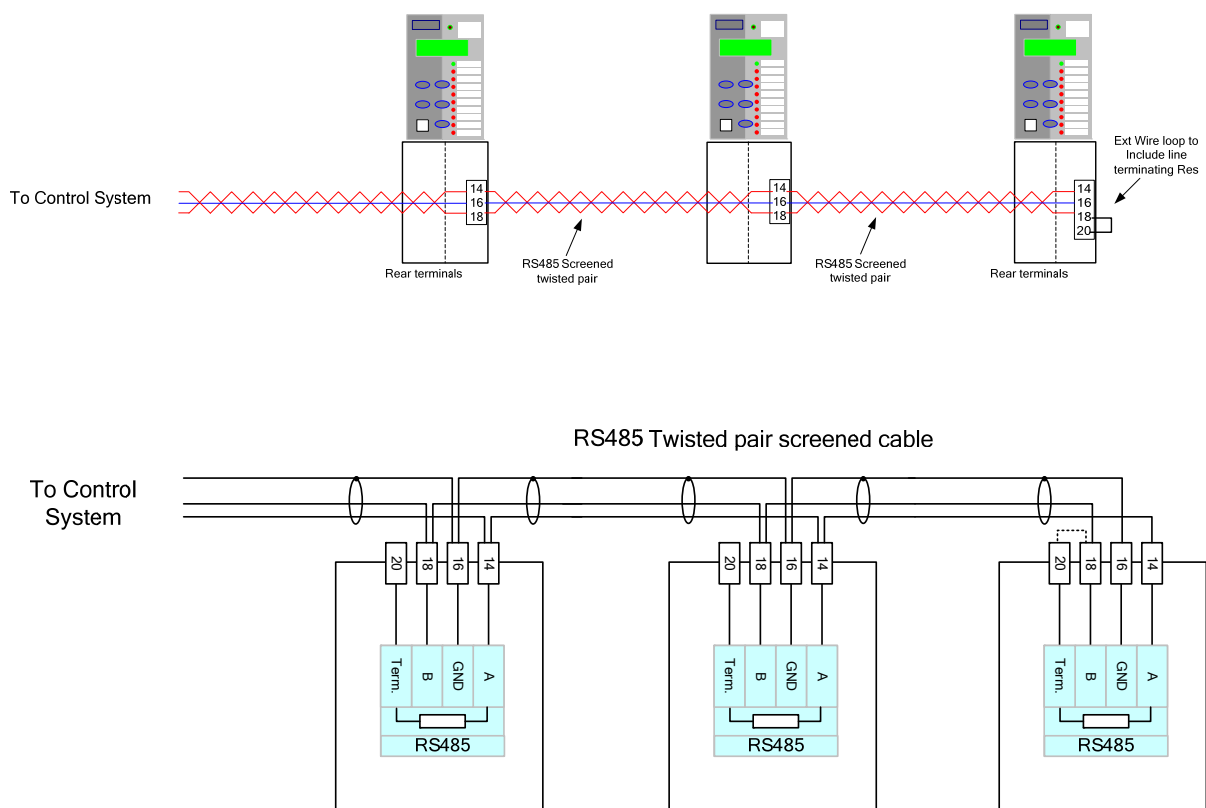 Ext Wire loop to
Include line
terminating Res
To Control System
14
16
18
14
16
18
14
16
18
20
Rear terminals
RS485 Screened
twisted pair
RS485 Screened
twisted pair
Rear terminals
RS485 Twisted pair screened cable
To Control
System
20
18
16
14
20
18
16
14
20
18
16
14
Term.
B
GND
A
Term.
B
GND
A
Term.
B
GND
A
RS485
RS485
RS485